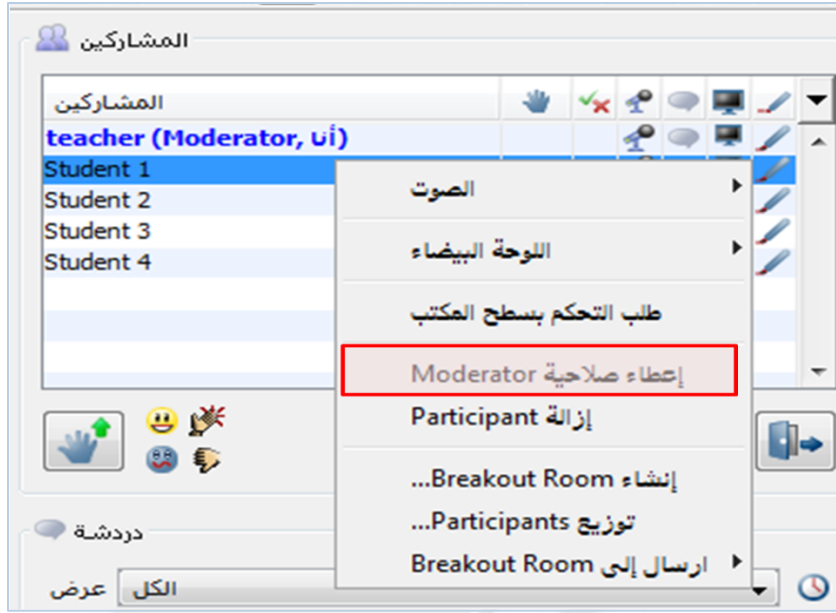 المشاركين
المشاركين
teacher (Moderator, أنا)
Student 1
Student 2
Student 3
Student 4
الصوت
اللوحة البيضاء
طلب التحكم بسطح المكتب
إعطاء صلاحية Moderator
إزالة Participant
إنشاء Breakout Room...
توزيع Participants...
ارسال إلى Breakout Room
دردشة
عرض الكل